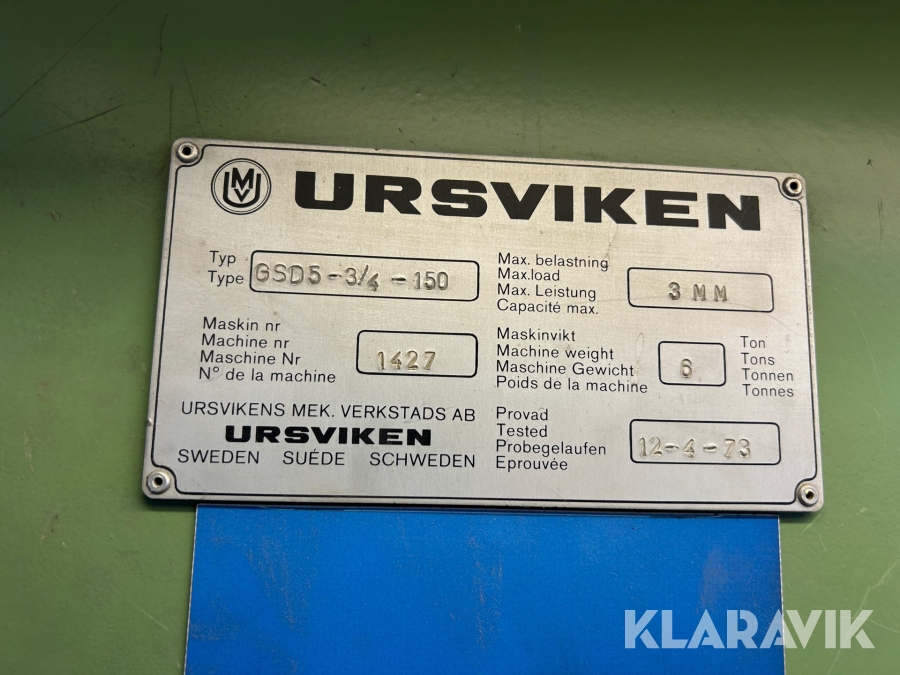 UMV URSVIKEN
Typ
Type GSD5-3/4-150
Maskin nr
Machine nr
Maschine Nr
N° de la machine
1427
URSVIKENS MEK. VERKSTADS AB
URSVIKEN
SWEDEN SUÉDE SCHWEDEN
Max. belastning
Max.load
Max. Leistung
Capacité max.
3 MM
Maskinvikt
Machine weight
Maschine Gewicht
Poids de la machine
6
Ton
Tons
Tonnen
Tonnes
Provad
Tested
Probegelaufen
Eprouvée
12-4-73
KLARAVIK